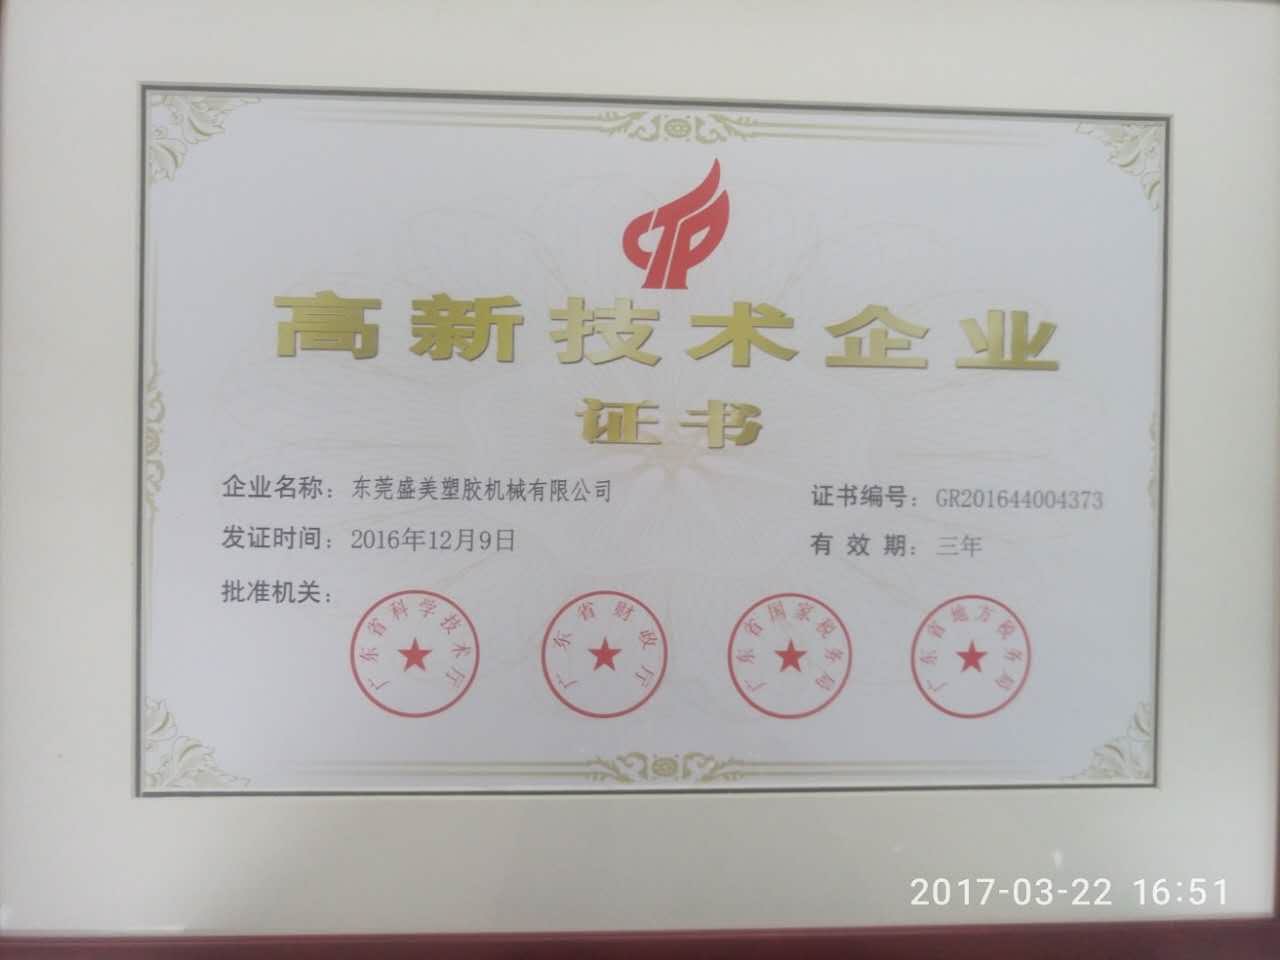 CTP
高新技术企业
证书
企业名称：东莞盛美塑胶机械有限公司
证书编号：GR201644004373
发证时间：2016年12月9日
有效期：三年
批准机关：
广东省科学技术厅
广东省财政厅
广东省国家税务局
广东省地方税务局
2017-03-22 16:51